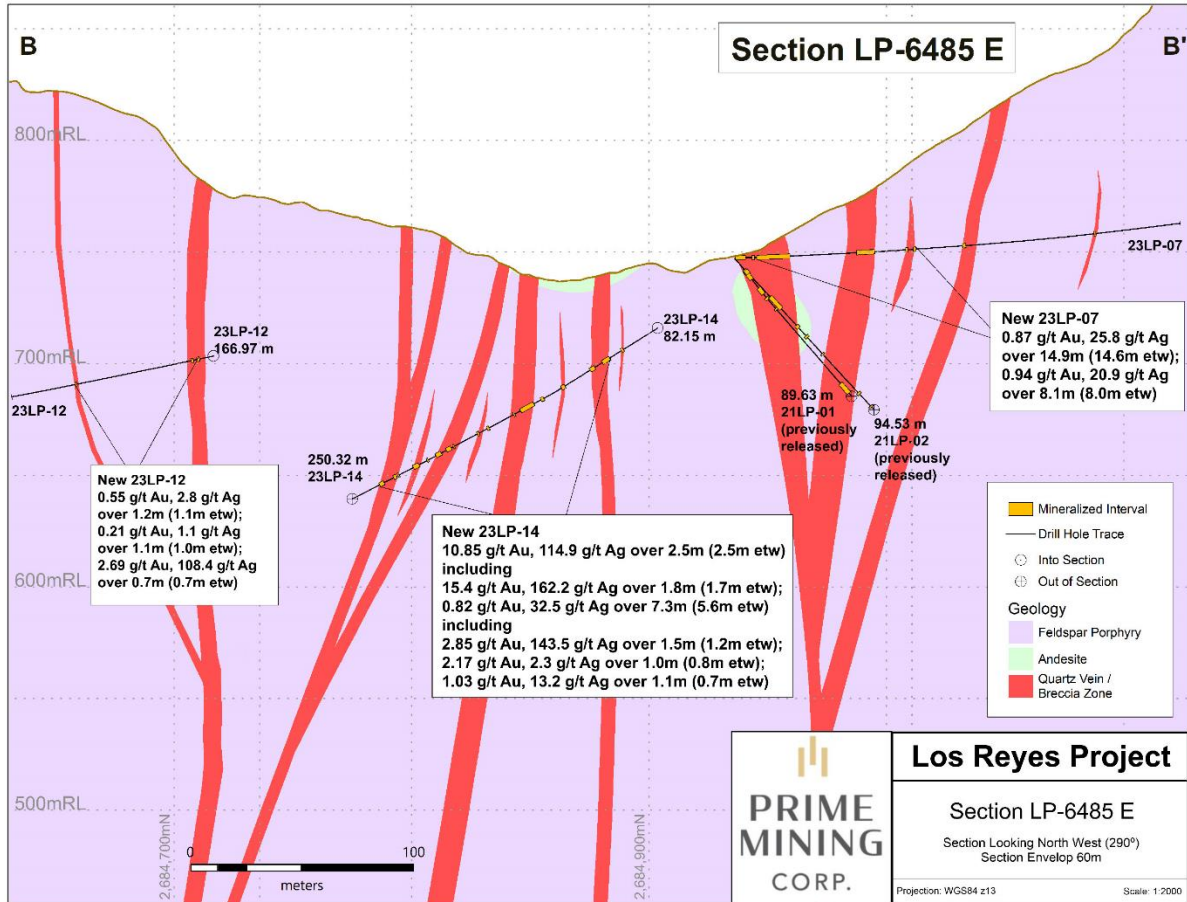 B
Section LP-6485 E
B'
800mRL
700mRL
600mRL
500mRL
2,684,700mN
2,684,900mN
23LP-12
166.97 m
23LP-12
New 23LP-12
0.55 g/t Au, 2.8 g/t Ag
over 1.2m (1.1m etw);
0.21 g/t Au, 1.1 g/t Ag
over 1.1m (1.0m etw);
2.69 g/t Au, 108.4 g/t Ag
over 0.7m (0.7m etw)
23LP-14
82.15 m
250.32 m
23LP-14
New 23LP-14
10.85 g/t Au, 114.9 g/t Ag over 2.5m (2.5m etw)
including
15.4 g/t Au, 162.2 g/t Ag over 1.8m (1.7m etw);
0.82 g/t Au, 32.5 g/t Ag over 7.3m (5.6m etw)
including
2.85 g/t Au, 143.5 g/t Ag over 1.5m (1.2m etw);
2.17 g/t Au, 2.3 g/t Ag over 1.0m (0.8m etw);
1.03 g/t Au, 13.2 g/t Ag over 1.1m (0.7m etw)
89.63 m
21LP-01
(previously
released)
94.53 m
21LP-02
(previously
released)
23LP-07
New 23LP-07
0.87 g/t Au, 25.8 g/t Ag
over 14.9m (14.6m etw);
0.94 g/t Au, 20.9 g/t Ag
over 8.1m (8.0m etw)
Mineralized Interval
Drill Hole Trace
Into Section
Out of Section
Geology
Feldspar Porphyry
Andesite
Quartz Vein /
Breccia Zone
0
100
meters
PRIME
MINING
CORP.
Los Reyes Project
Section LP-6485 E
Section Looking North West (290º)
Section Envelop 60m
Projection: WGS84 z13
Scale: 1:2000